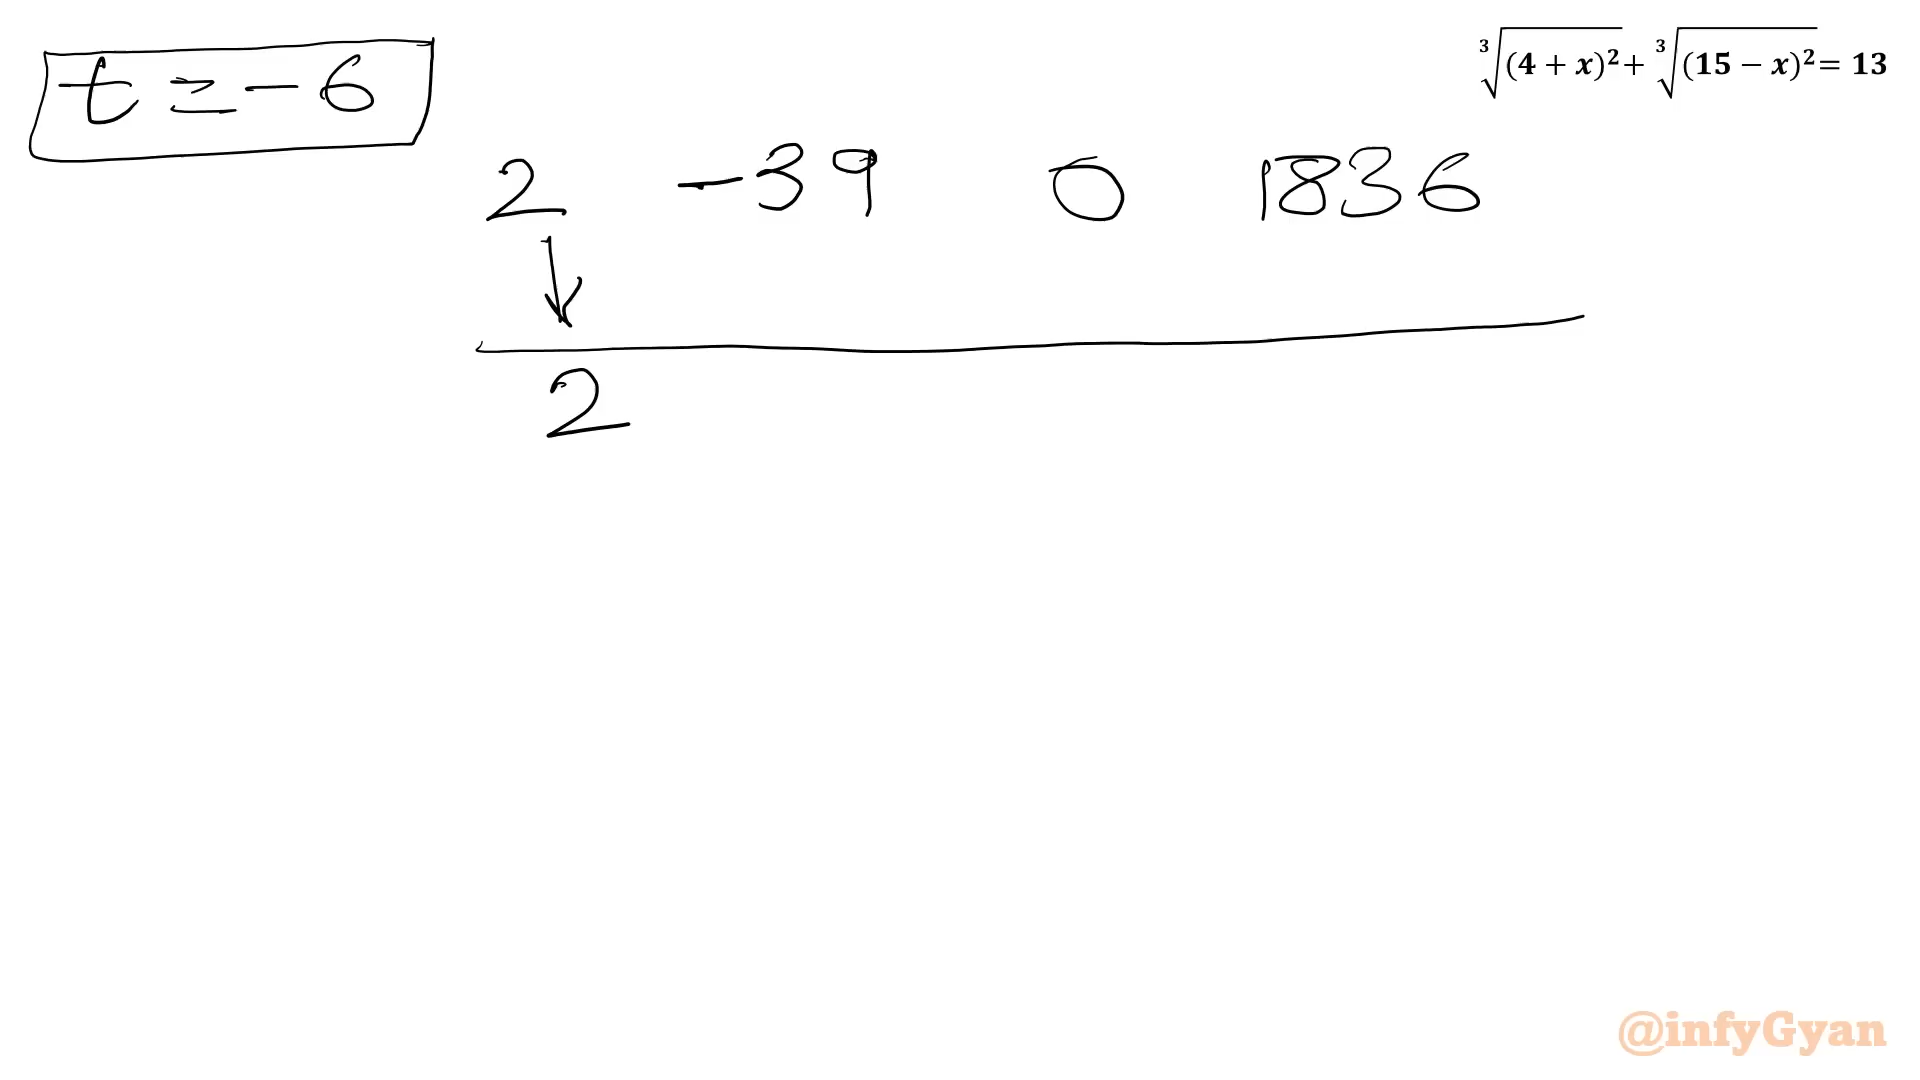 t = -6
∛(4 + x)² + ∛(15 − x)² = 13
2 -39 0 1836
2
@infyGyan